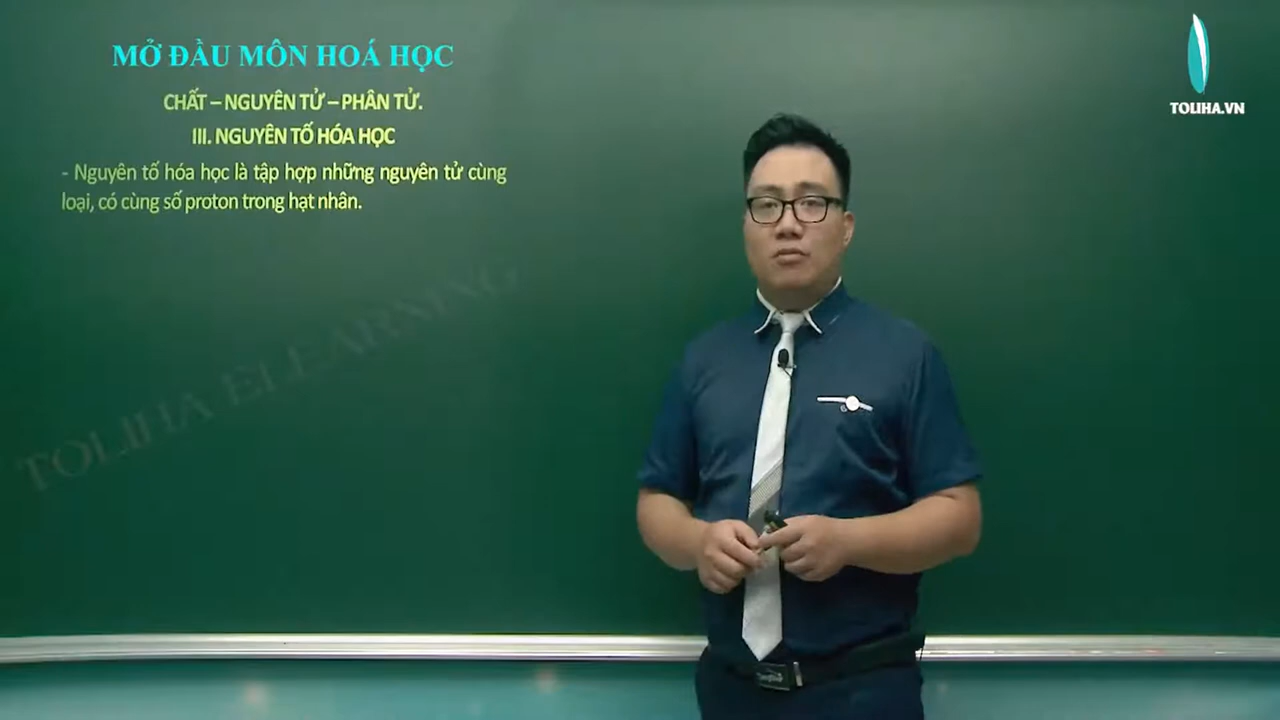 MỞ ĐẦU MÔN HOÁ HỌC
CHẤT – NGUYÊN TỬ – PHÂN TỬ.
III. NGUYÊN TỐ HÓA HỌC
- Nguyên tố hóa học là tập hợp những nguyên tử cùng
loại, có cùng số proton trong hạt nhân.
TOLIHA.VN
TOLIHA ELEARNING